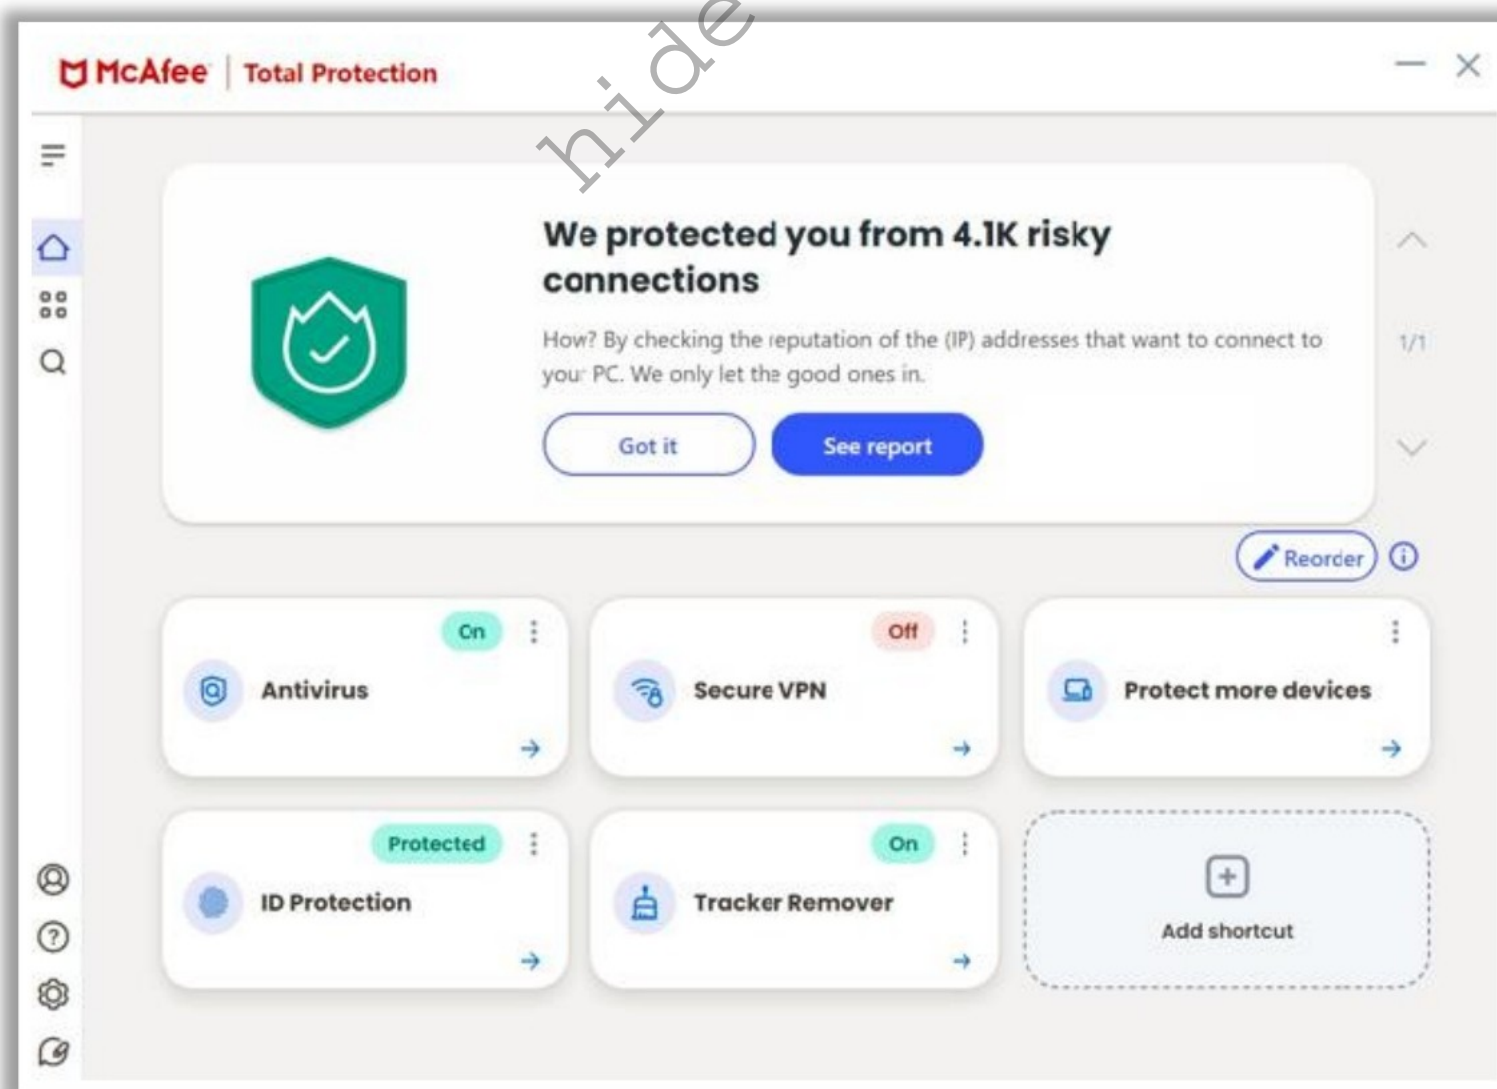 hide
McAfee | Total Protection
We protected you from 4.1K risky
connections
How? By checking the reputation of the (IP) addresses that want to connect to
your PC. We only let the good ones in.
1/1
Got it
See report
Reorder
On
Off
Antivirus
Secure VPN
Protect more devices
Protected
On
ID Protection
Tracker Remover
Add shortcut